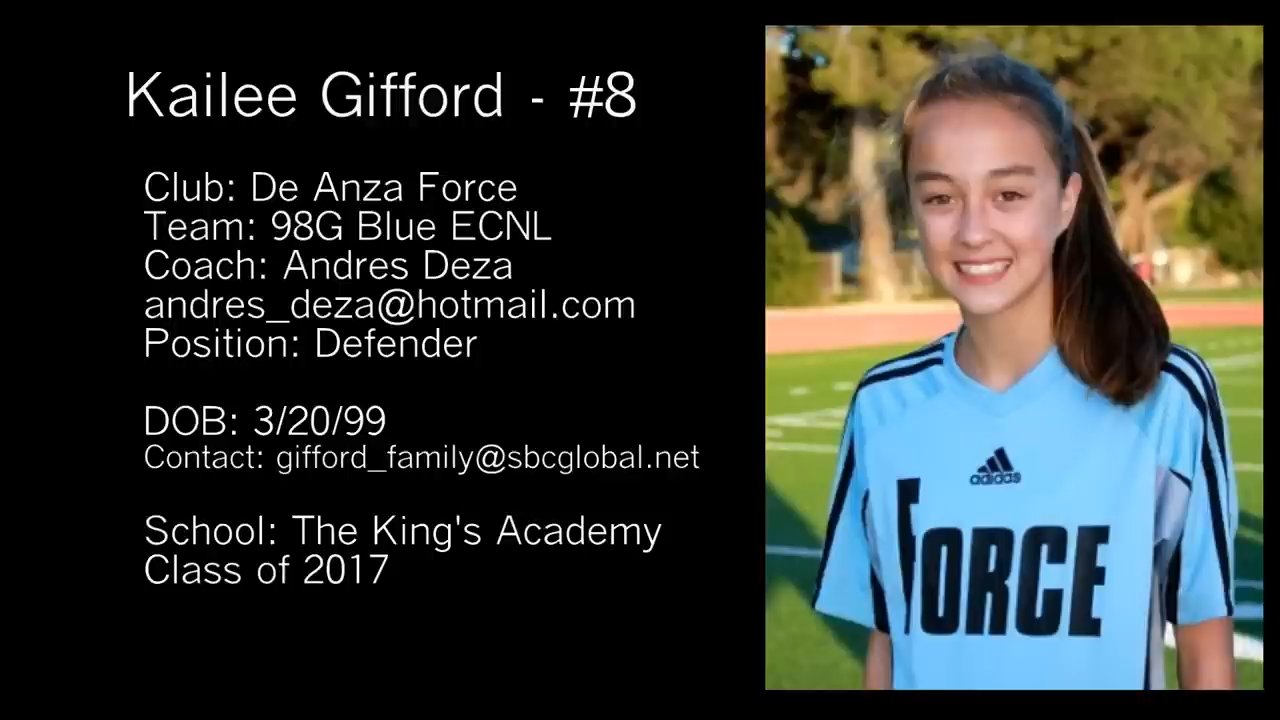 Kailee Gifford - #8
Club: De Anza Force
Team: 98G Blue ECNL
Coach: Andres Deza
andres_deza@hotmail.com
Position: Defender
DOB: 3/20/99
Contact: gifford_family@sbcglobal.net
School: The King's Academy
Class of 2017
adidas
FORCE